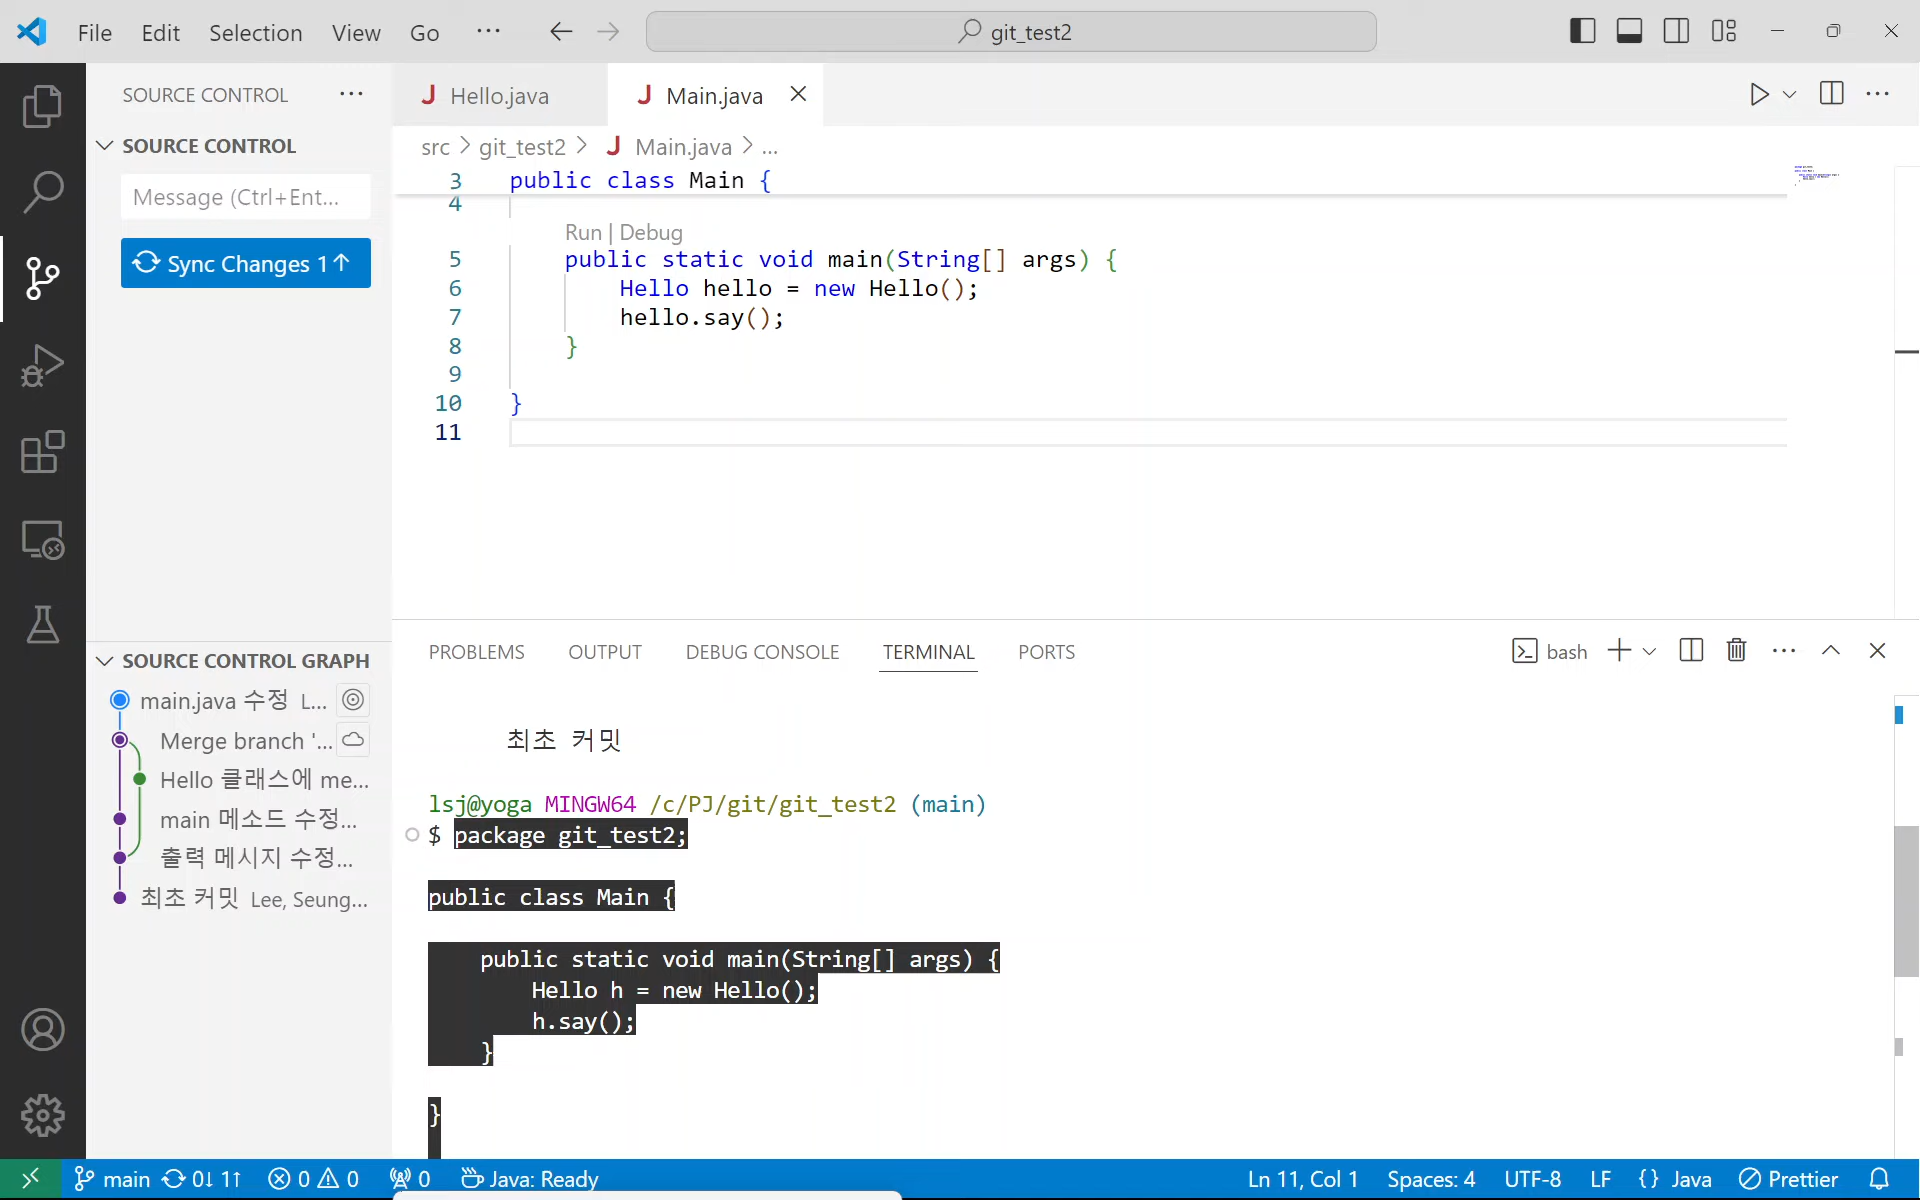 File Edit Selection View Go ··· git_test2
SOURCE CONTROL ···
SOURCE CONTROL
Message (Ctrl+Ent...
Sync Changes 1↑
Hello.java Main.java
src > git_test2 > Main.java > ...
3 public class Main {
4
Run | Debug
5 public static void main(String[] args) {
6 Hello hello = new Hello();
7 hello.say();
8 }
9
10 }
11
SOURCE CONTROL GRAPH
main.java 수정 L...
Merge branch '...
Hello 클래스에 me...
main 메소드 수정...
출력 메시지 수정...
최초 커밋 Lee, Seung...
PROBLEMS OUTPUT DEBUG CONSOLE TERMINAL PORTS bash
최초 커밋
lsj@yoga MINGW64 /c/PJ/git/git_test2 (main)
$ package git_test2;
public class Main {
public static void main(String[] args) {
Hello h = new Hello();
h.say();
}
}
main 0↓ 1↑ 0 0 0 Java: Ready Ln 11, Col 1 Spaces: 4 UTF-8 LF {} Java Prettier